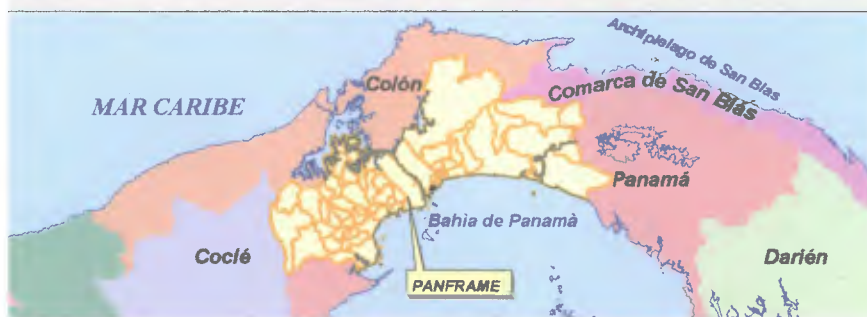 Archipielago de San Blas
Colón
Comarca de San Blas
MAR CARIBE
Panamá
Bahia de Panamà
Coclé
Darién
PANFRAME